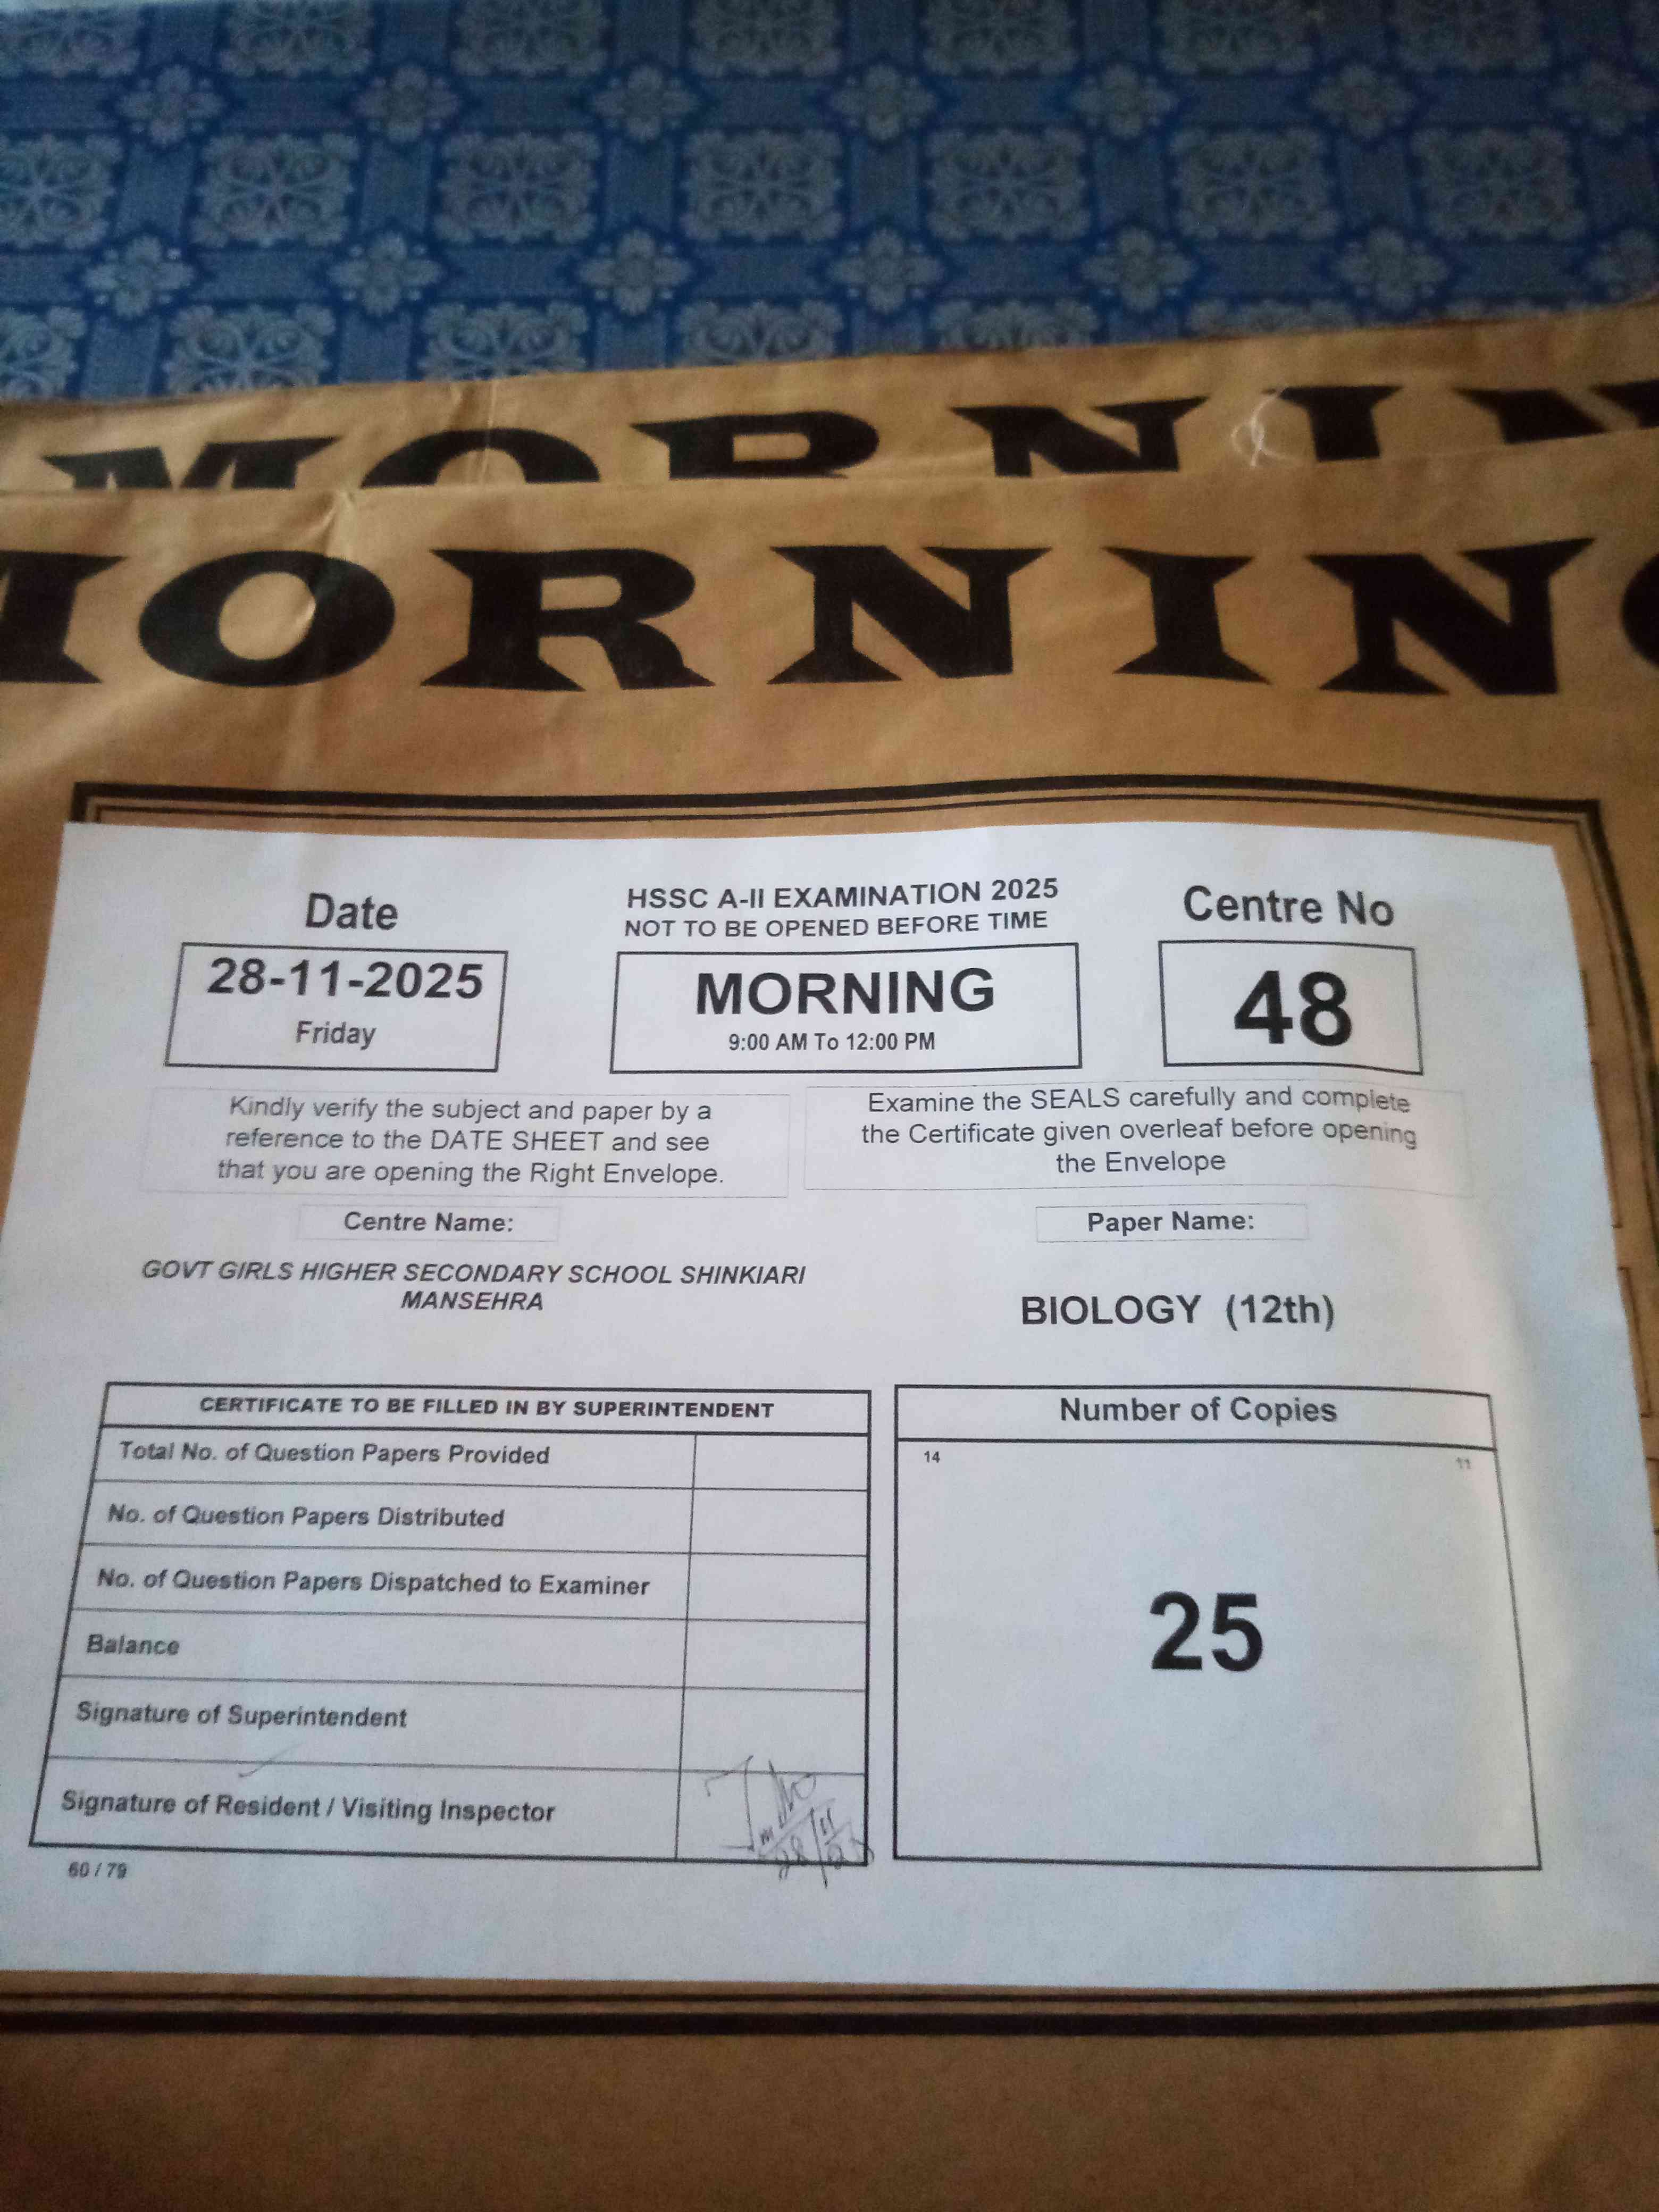 MORNIN
MORNING
Date
28-11-2025
Friday
HSSC A-II EXAMINATION 2025
NOT TO BE OPENED BEFORE TIME
MORNING
9:00 AM To 12:00 PM
Centre No
48
Kindly verify the subject and paper by a
reference to the DATE SHEET and see
that you are opening the Right Envelope.
Examine the SEALS carefully and complete
the Certificate given overleaf before opening
the Envelope
Centre Name:
GOVT GIRLS HIGHER SECONDARY SCHOOL SHINKIARI
MANSEHRA
Paper Name:
BIOLOGY (12th)
CERTIFICATE TO BE FILLED IN BY SUPERINTENDENT
Total No. of Question Papers Provided
No. of Question Papers Distributed
No. of Question Papers Dispatched to Examiner
Balance
Signature of Superintendent
Signature of Resident / Visiting Inspector
28/11/25
60 / 79
Number of Copies
14 11
25